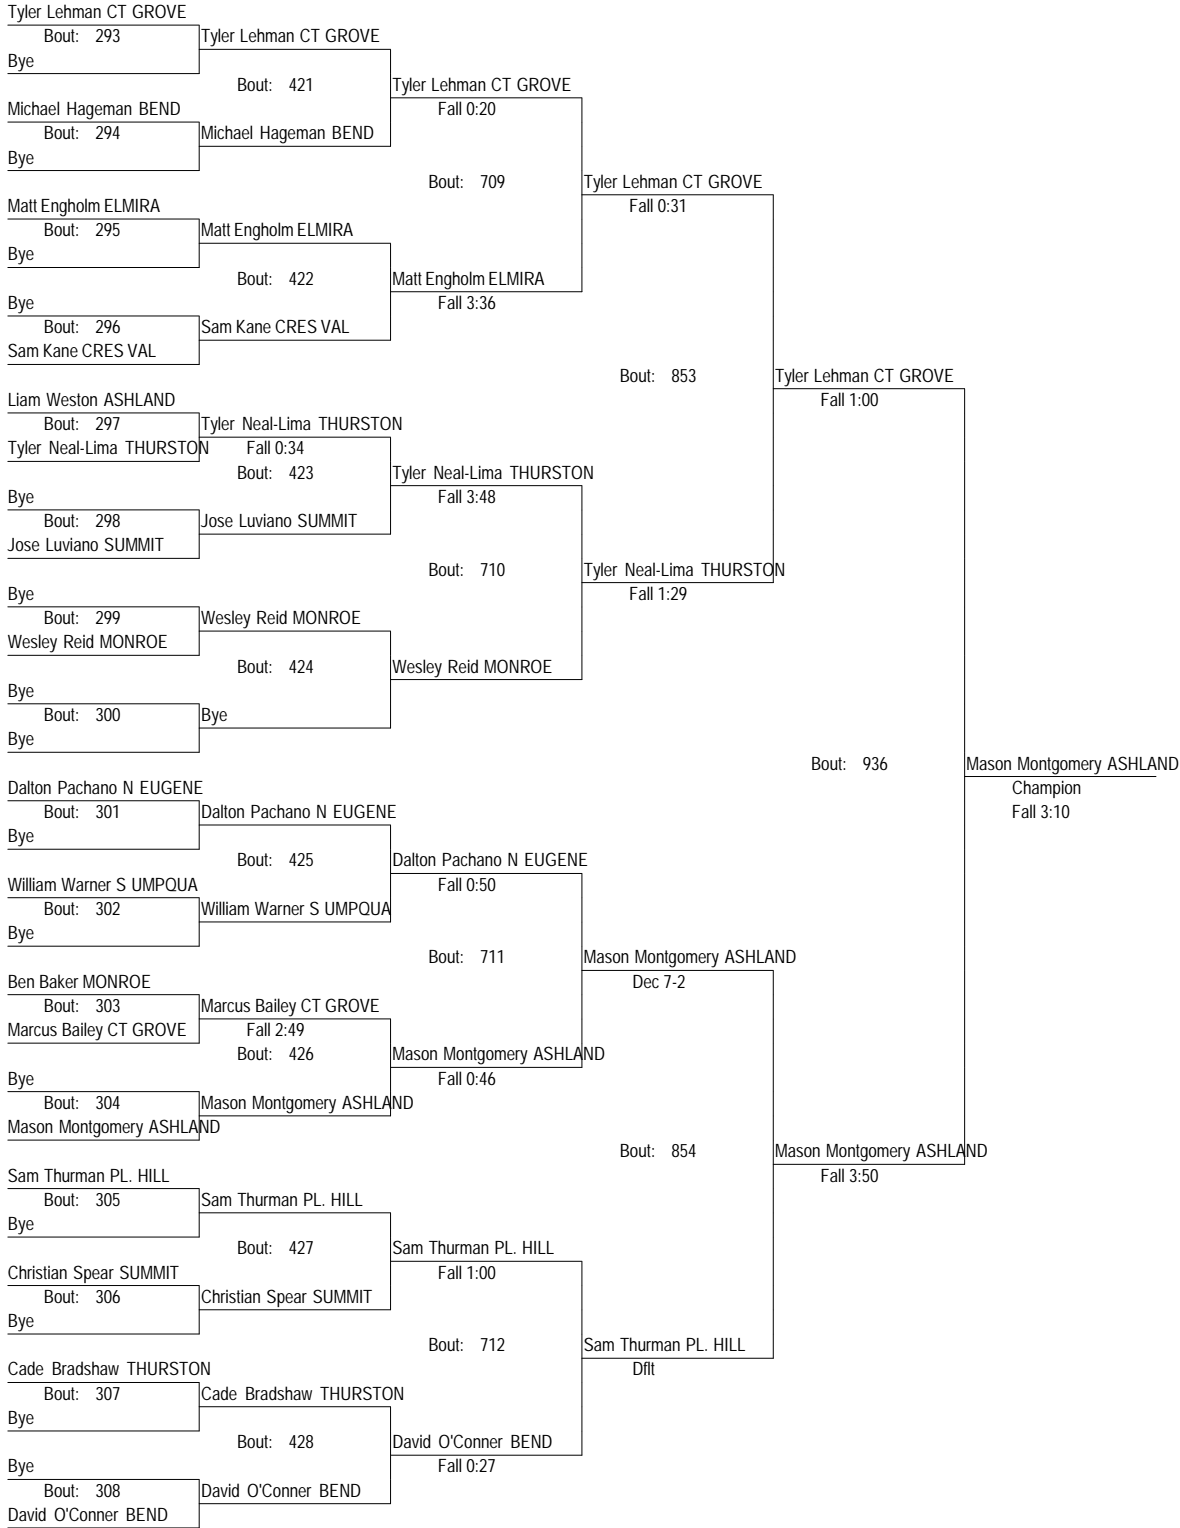 Tyler Lehman CT GROVE
Bout: 293
Bye
Tyler Lehman CT GROVE
Bout: 421
Michael Hageman BEND
Bout: 294
Bye
Michael Hageman BEND
Tyler Lehman CT GROVE
Fall 0:20
Bout: 709
Matt Engholm ELMIRA
Bout: 295
Bye
Matt Engholm ELMIRA
Bout: 422
Bye
Bout: 296
Sam Kane CRES VAL
Sam Kane CRES VAL
Matt Engholm ELMIRA
Fall 3:36
Tyler Lehman CT GROVE
Fall 0:31
Bout: 853
Liam Weston ASHLAND
Bout: 297
Tyler Neal-Lima THURSTON
Tyler Neal-Lima THURSTON
Fall 0:34
Bout: 423
Bye
Bout: 298
Jose Luviano SUMMIT
Jose Luviano SUMMIT
Tyler Neal-Lima THURSTON
Fall 3:48
Bout: 710
Bye
Bout: 299
Wesley Reid MONROE
Wesley Reid MONROE
Bout: 424
Bye
Bout: 300
Bye
Bye
Wesley Reid MONROE
Tyler Neal-Lima THURSTON
Fall 1:29
Tyler Lehman CT GROVE
Fall 1:00
Bout: 936
Dalton Pachano N EUGENE
Bout: 301
Bye
Dalton Pachano N EUGENE
Bout: 425
William Warner S UMPQUA
Bout: 302
Bye
William Warner S UMPQUA
Dalton Pachano N EUGENE
Fall 0:50
Bout: 711
Ben Baker MONROE
Bout: 303
Marcus Bailey CT GROVE
Marcus Bailey CT GROVE
Fall 2:49
Bout: 426
Bye
Bout: 304
Mason Montgomery ASHLAND
Mason Montgomery ASHLAND
Mason Montgomery ASHLAND
Fall 0:46
Mason Montgomery ASHLAND
Dec 7-2
Bout: 854
Sam Thurman PL. HILL
Bout: 305
Bye
Sam Thurman PL. HILL
Bout: 427
Christian Spear SUMMIT
Bout: 306
Bye
Christian Spear SUMMIT
Sam Thurman PL. HILL
Fall 1:00
Bout: 712
Cade Bradshaw THURSTON
Bout: 307
Bye
Cade Bradshaw THURSTON
Bout: 428
Bye
Bout: 308
David O'Conner BEND
David O'Conner BEND
David O'Conner BEND
Fall 0:27
Sam Thurman PL. HILL
Dflt
Mason Montgomery ASHLAND
Fall 3:50
Mason Montgomery ASHLAND
Champion
Fall 3:10